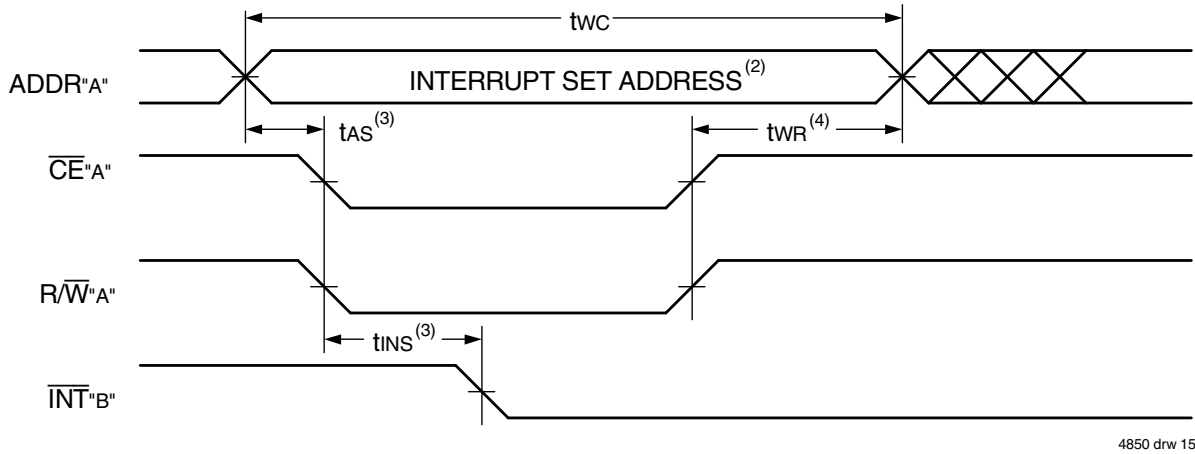 tWC
ADDR"A"
INTERRUPT SET ADDRESS(2)
tAS(3)
tWR(4)
CE"A"
R/W"A"
tINS(3)
INT"B"
4850 drw 15